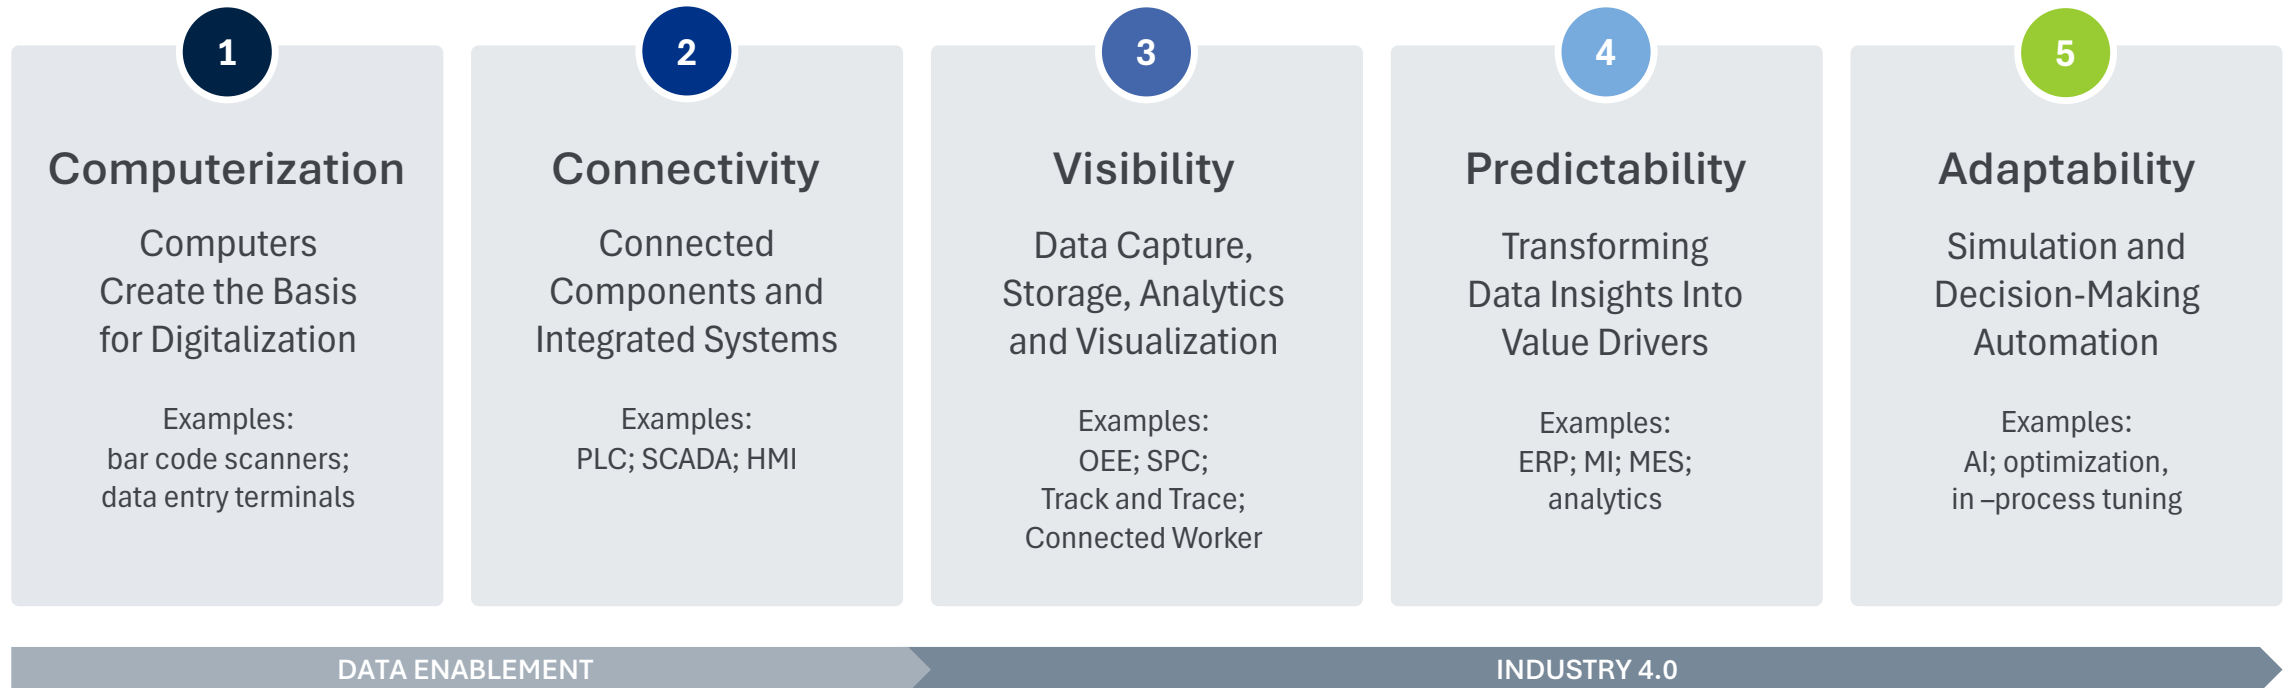 1
Computerization
Computers
Create the Basis
for Digitalization
Examples:
bar code scanners;
data entry terminals
2
Connectivity
Connected
Components and
Integrated Systems
Examples:
PLC; SCADA; HMI
3
Visibility
Data Capture,
Storage, Analytics
and Visualization
Examples:
OEE; SPC;
Track and Trace;
Connected Worker
4
Predictability
Transforming
Data Insights Into
Value Drivers
Examples:
ERP; MI; MES;
analytics
5
Adaptability
Simulation and
Decision-Making
Automation
Examples:
AI; optimization,
in –process tuning
DATA ENABLEMENT
INDUSTRY 4.0